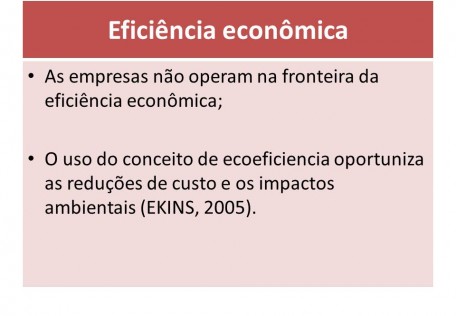 Eficiência econômica
• As empresas não operam na fronteira da
eficiência econômica;
• O uso do conceito de ecoeficiencia oportuniza
as reduções de custo e os impactos
ambientais (EKINS, 2005).